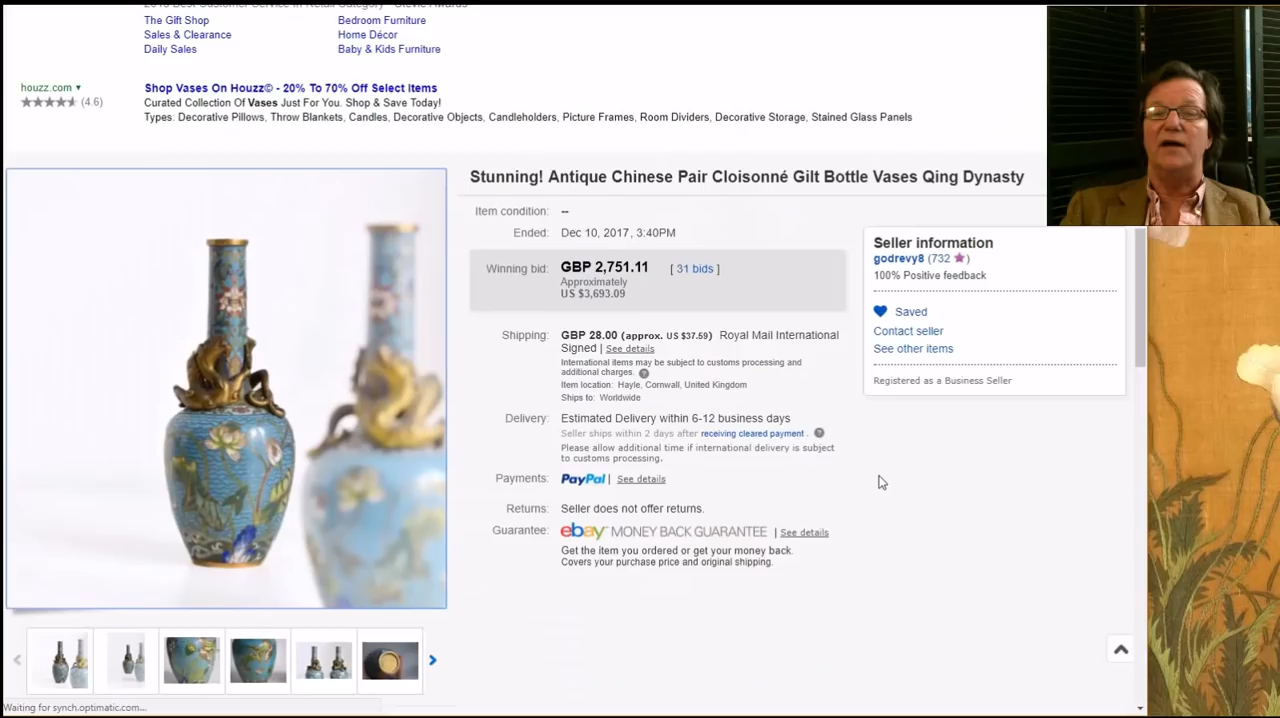 2018 Best Customer Service in Retail Category - Stevie Awards
The Gift Shop
Bedroom Furniture
Sales & Clearance
Home Décor
Daily Sales
Baby & Kids Furniture
houzz.com
Shop Vases On Houzz© - 20% To 70% Off Select Items
(4.6)
Curated Collection Of Vases Just For You. Shop & Save Today!
Types: Decorative Pillows, Throw Blankets, Candles, Decorative Objects, Candleholders, Picture Frames, Room Dividers, Decorative Storage, Stained Glass Panels
Stunning! Antique Chinese Pair Cloisonné Gilt Bottle Vases Qing Dynasty
Item condition: --
Ended: Dec 10, 2017, 3:40PM
Winning bid: GBP 2,751.11 [ 31 bids ]
Approximately
US $3,693.09
Shipping: GBP 28.00 (approx. US $37.59) Royal Mail International
Signed | See details
International items may be subject to customs processing and
additional charges. ?
Item location: Hayle, Cornwall, United Kingdom
Ships to: Worldwide
Delivery: Estimated Delivery within 6-12 business days
Seller ships within 2 days after receiving cleared payment . ?
Please allow additional time if international delivery is subject
to customs processing.
Payments: PayPal | See details
Returns: Seller does not offer returns.
Guarantee: ebay MONEY BACK GUARANTEE | See details
Get the item you ordered or get your money back.
Covers your purchase price and original shipping.
Seller information
godrevy8 (732 )
100% Positive feedback
Saved
Contact seller
See other items
Registered as a Business Seller
Waiting for synch.optimatic.com...